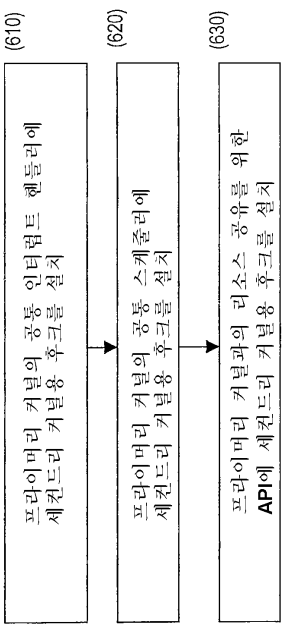 (610)
프라이머리 커널의 공통 인터럽트 핸들러에
세컨드리 커널용 후크를 설치
(620)
프라이머리 커널의 공통 스케줄러에
세컨드리 커널용 후크를 설치
(630)
프라이머리 커널과의 리소스 공유를 위한
API에 세컨드리 커널용 후크를 설치